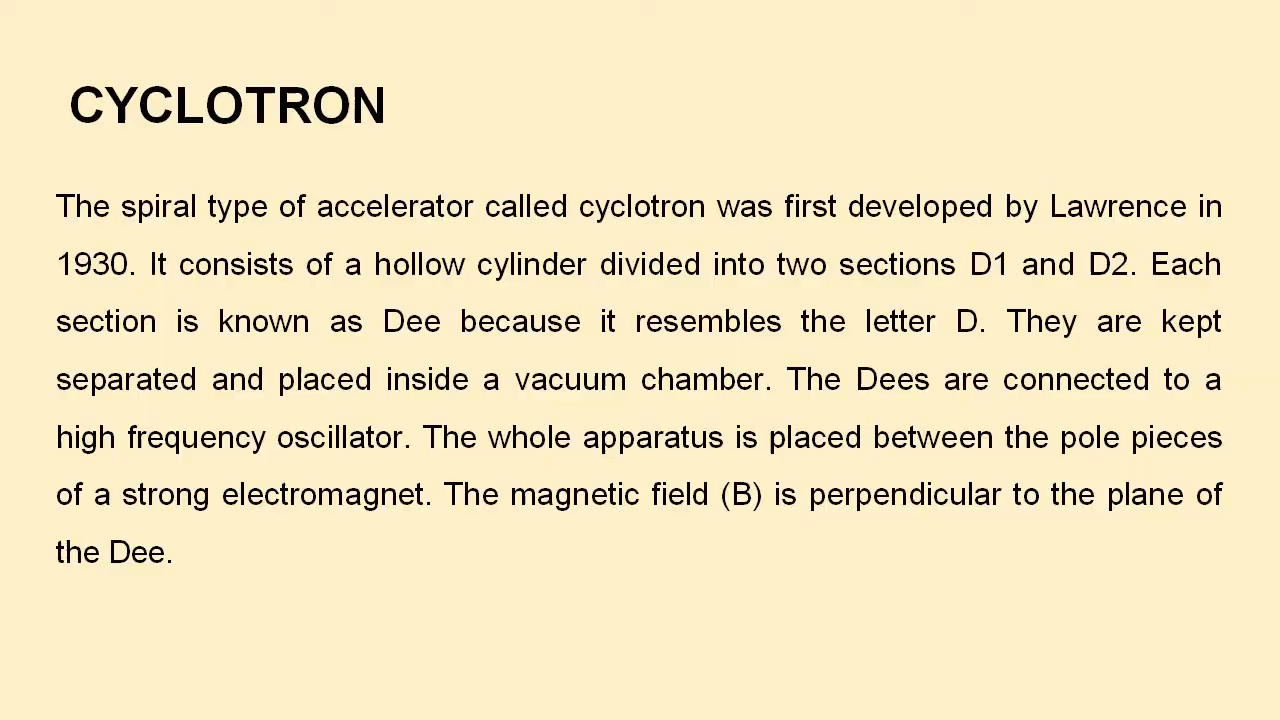 CYCLOTRON
The spiral type of accelerator called cyclotron was first developed by Lawrence in
1930. It consists of a hollow cylinder divided into two sections D1 and D2. Each
section is known as Dee because it resembles the letter D. They are kept
separated and placed inside a vacuum chamber. The Dees are connected to a
high frequency oscillator. The whole apparatus is placed between the pole pieces
of a strong electromagnet. The magnetic field (B) is perpendicular to the plane of
the Dee.